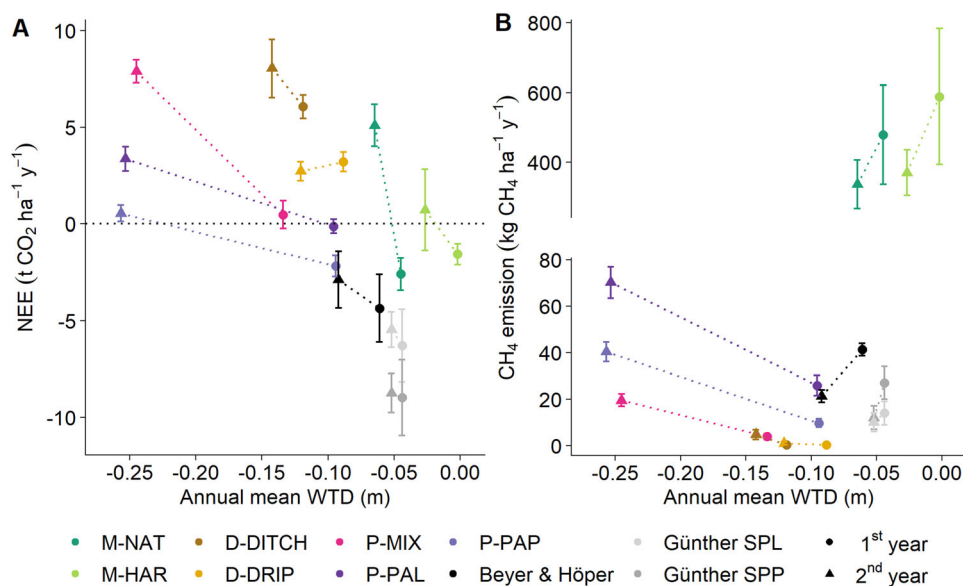 A
B
NEE (t CO₂ ha⁻¹ y⁻¹)
10
5
0
-5
-10
-0.25 -0.20 -0.15 -0.10 -0.05 0.00
Annual mean WTD (m)
CH₄ emission (kg CH₄ ha⁻¹ y⁻¹)
800
600
400
80
60
40
20
0
-0.25 -0.20 -0.15 -0.10 -0.05 0.00
Annual mean WTD (m)
M-NAT D-DITCH P-MIX P-PAP Günther SPL 1ˢᵗ year
M-HAR D-DRIP P-PAL Beyer & Höper Günther SPP 2ⁿᵈ year